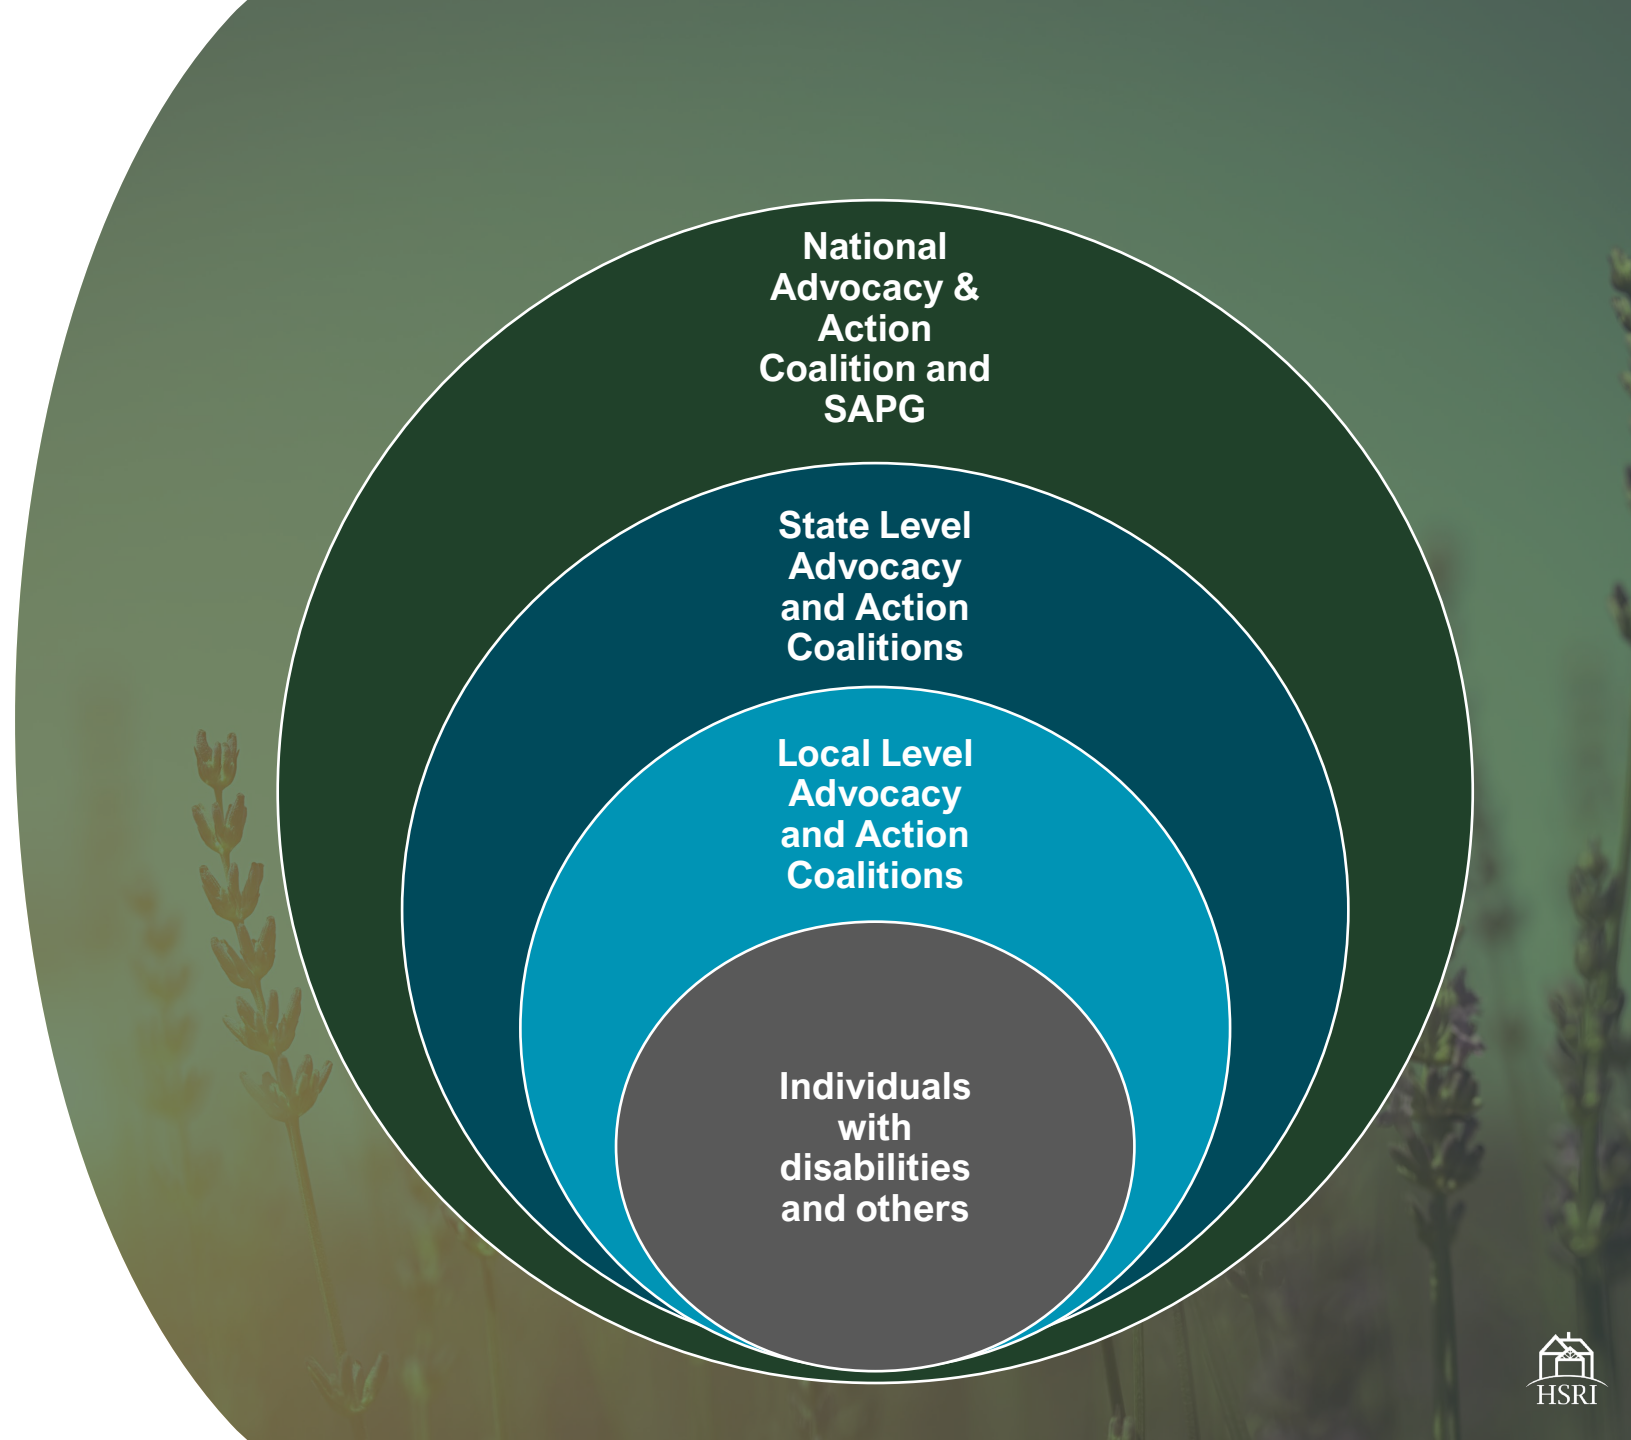 National
Advocacy &
Action
Coalition and
SAPG
State Level
Advocacy
and Action
Coalitions
Local Level
Advocacy
and Action
Coalitions
Individuals
with
disabilities
and others
HSRI